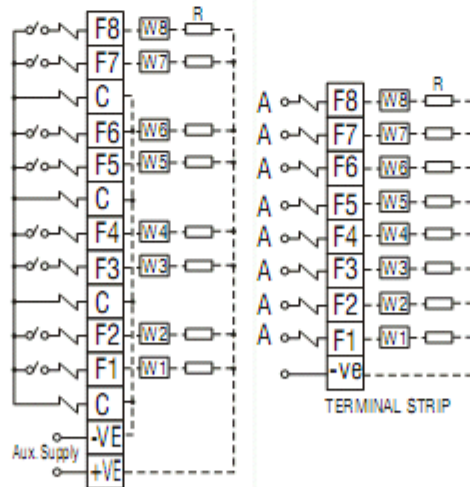 F8 W8 R
F7 W7
C
F6 W6
F5 W5
C
F4 W4
F3 W3
C
F2 W2
F1 W1
C
-VE
Aux. Supply
+VE
A F8 W8 R
A F7 W7
A F6 W6
A F5 W5
A F4 W4
A F3 W3
A F2 W2
A F1 W1
-ve
TERMINAL STRIP